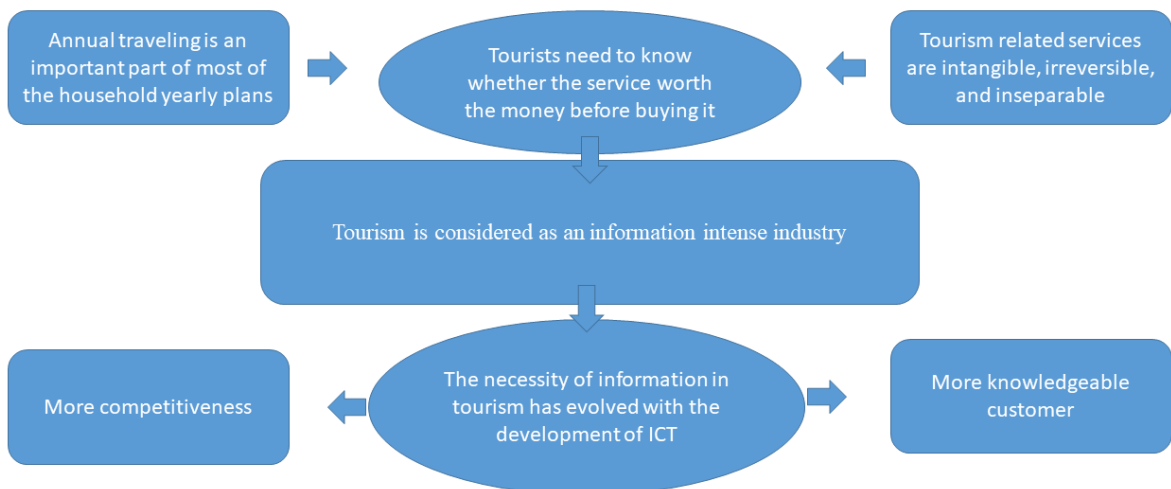 Annual traveling is an
important part of most of
the household yearly plans
Tourists need to know
whether the service worth
the money before buying it
Tourism related services
are intangible, irreversible,
and inseparable
Tourism is considered as an information intense industry
More competitiveness
The necessity of information in
tourism has evolved with the
development of ICT
More knowledgeable
customer